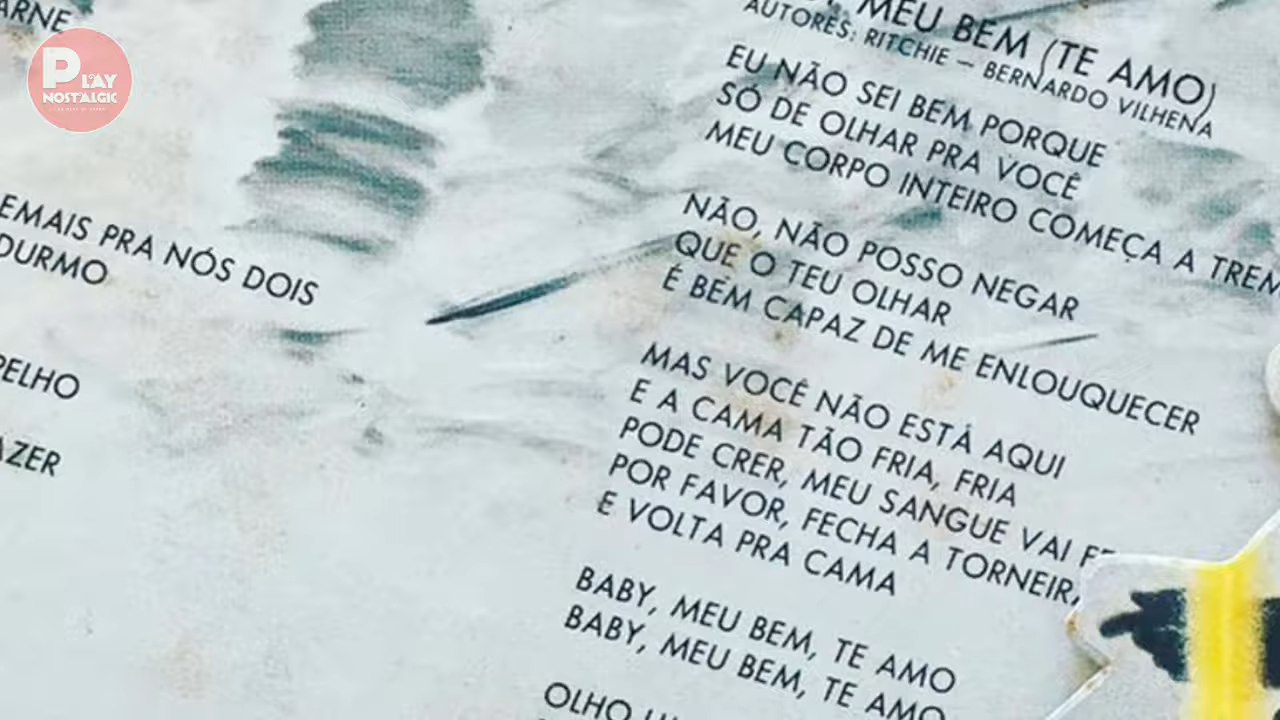 ARNE
PLAY
NOSTALGIC
EMAIS PRA NÓS DOIS
DURMO
PELHO
AZER
MEU BEM (TE AMO)
AUTORES: RITCHIE — BERNARDO VILHENA
EU NÃO SEI BEM PORQUE
SÓ DE OLHAR PRA VOCÊ
MEU CORPO INTEIRO COMEÇA A TREM
NÃO, NÃO POSSO NEGAR
QUE O TEU OLHAR
É BEM CAPAZ DE ME ENLOUQUECER
MAS VOCÊ NÃO ESTÁ AQUI
E A CAMA TÃO FRIA, FRIA
PODE CRER, MEU SANGUE VAI
POR FAVOR, FECHA A TORNEIRA
E VOLTA PRA CAMA
BABY, MEU BEM, TE AMO
BABY, MEU BEM, TE AMO
OLHO